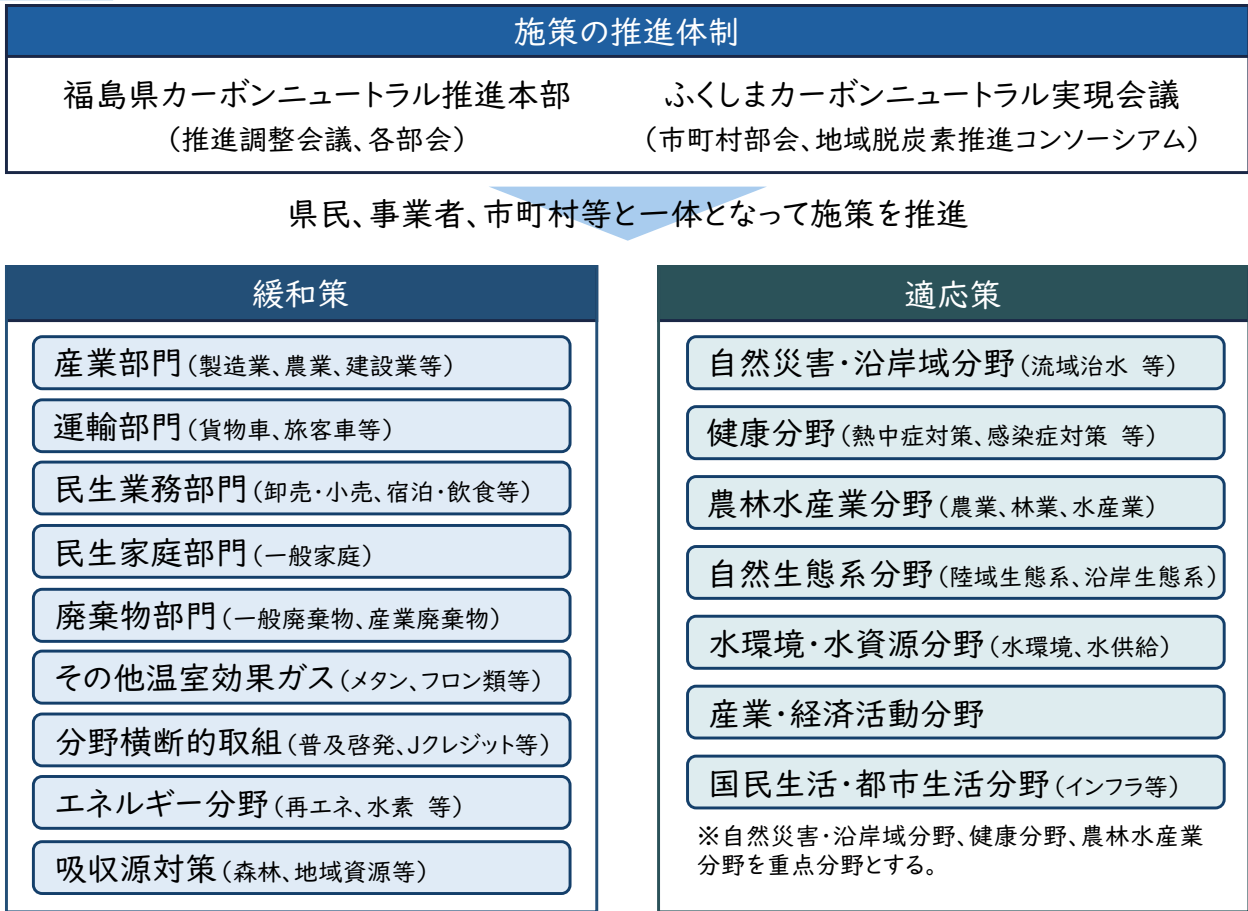 施策の推進体制
福島県カーボンニュートラル推進本部
（推進調整会議、各部会）
ふくしまカーボンニュートラル実現会議
（市町村部会、地域脱炭素推進コンソーシアム）
県民、事業者、市町村等と一体となって施策を推進
緩和策
産業部門（製造業、農業、建設業等）
運輸部門（貨物車、旅客車等）
民生業務部門（卸売・小売、宿泊・飲食等）
民生家庭部門（一般家庭）
廃棄物部門（一般廃棄物、産業廃棄物）
その他温室効果ガス（メタン、フロン類等）
分野横断的取組（普及啓発、Jクレジット等）
エネルギー分野（再エネ、水素 等）
吸収源対策（森林、地域資源等）
適応策
自然災害・沿岸域分野（流域治水 等）
健康分野（熱中症対策、感染症対策 等）
農林水産業分野（農業、林業、水産業）
自然生態系分野（陸域生態系、沿岸生態系）
水環境・水資源分野（水環境、水供給）
産業・経済活動分野
国民生活・都市生活分野（インフラ等）
※自然災害・沿岸域分野、健康分野、農林水産業
分野を重点分野とする。